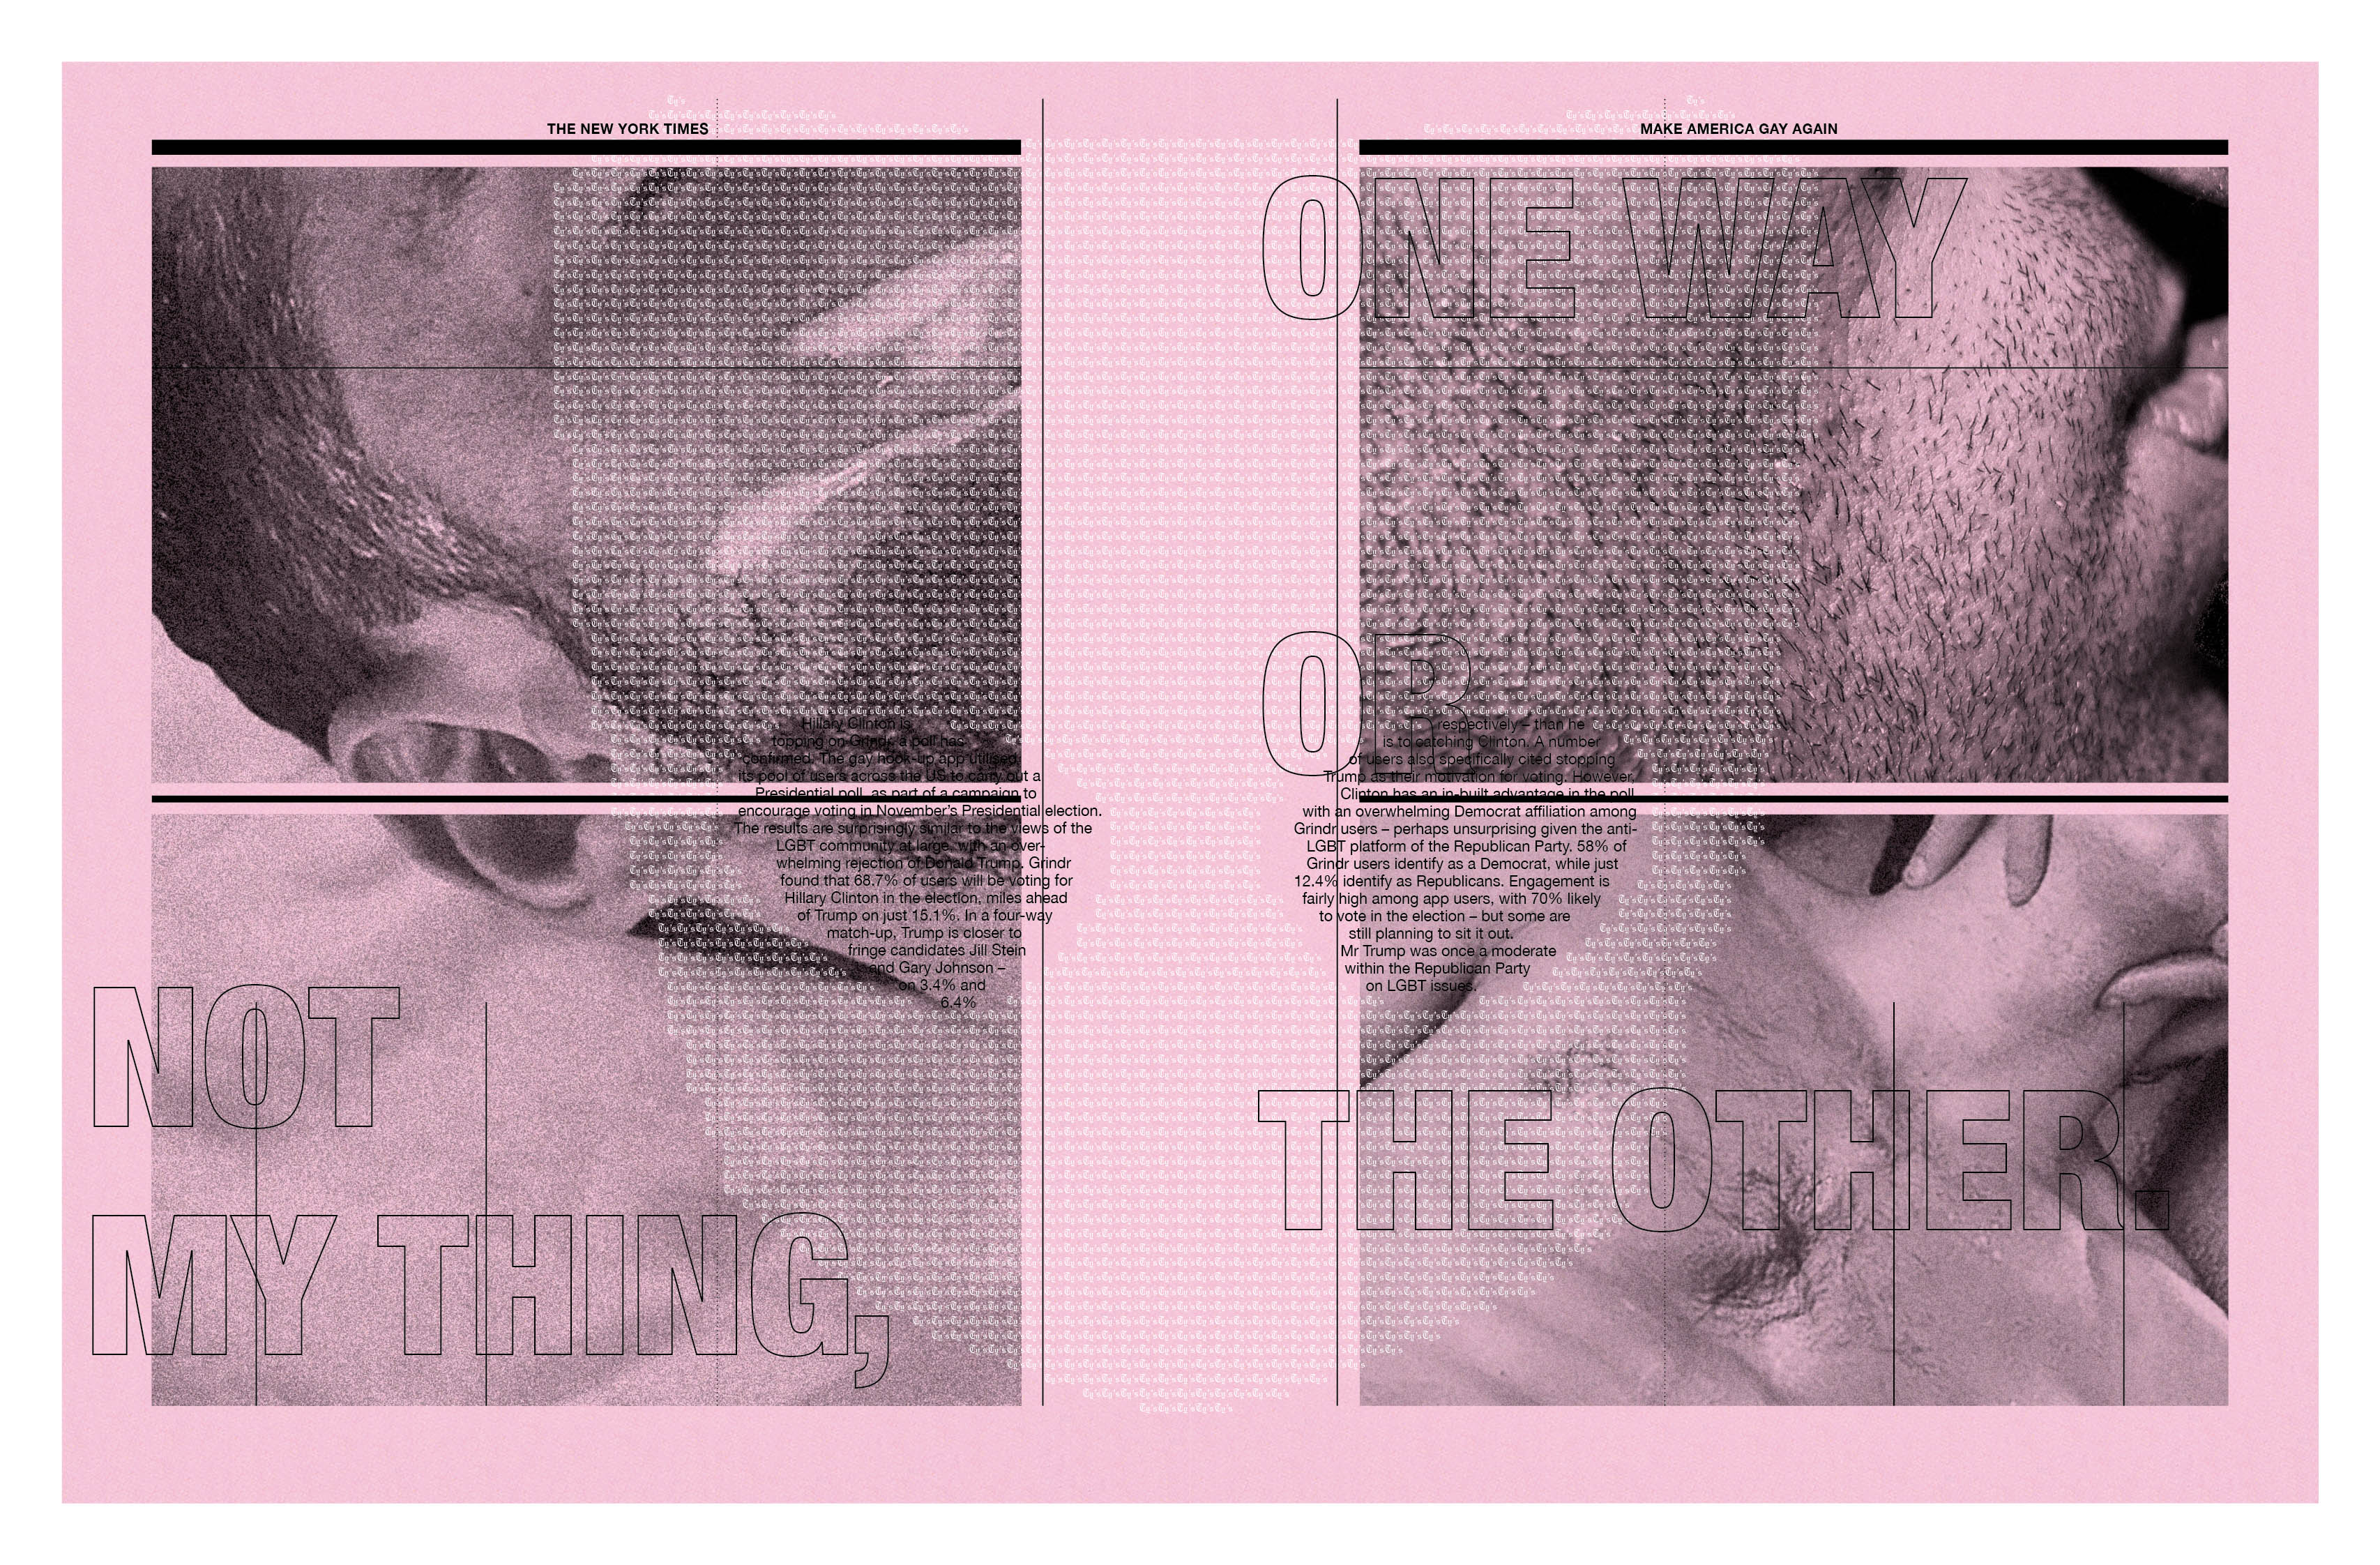 THE NEW YORK TIMES
MAKE AMERICA GAY AGAIN
NOT
MY THING,
ONE WAY
OR
THE OTHER.
Hillary Clinton is
topping on Grindr, a poll has
confirmed. The gay hook-up app utilised
its pool of users across the US to carry out a
Presidential poll, as part of a campaign to
encourage voting in November's Presidential election.
The results are surprisingly similar to the views of the
LGBT community at large, with an over-
whelming rejection of Donald Trump. Grindr
found that 68.7% of users will be voting for
Hillary Clinton in the election, miles ahead
of Trump on just 15.1%. In a four-way
match-up, Trump is closer to
fringe candidates Jill Stein
and Gary Johnson –
on 3.4% and
6.4%
respectively – than he
is to catching Clinton. A number
of users also specifically cited stopping
Trump as their motivation for voting. However,
Clinton has an in-built advantage in the poll,
with an overwhelming Democrat affiliation among
Grindr users – perhaps unsurprising given the anti-
LGBT platform of the Republican Party. 58% of
Grindr users identify as a Democrat, while just
12.4% identify as Republicans. Engagement is
fairly high among app users, with 70% likely
to vote in the election – but some are
still planning to sit it out.
Mr Trump was once a moderate
within the Republican Party
on LGBT issues.